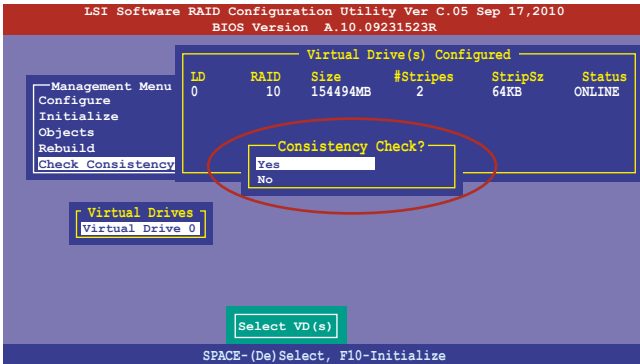 LSI Software RAID Configuration Utility Ver C.05 Sep 17,2010
BIOS Version A.10.09231523R
Virtual Drive(s) Configured
LD RAID Size #Stripes StripSz Status
0 10 154494MB 2 64KB ONLINE
Management Menu
Configure
Initialize
Objects
Rebuild
Check Consistency
Consistency Check?
Yes
No
Virtual Drives
Virtual Drive 0
Select VD(s)
SPACE-(De)Select, F10-Initialize